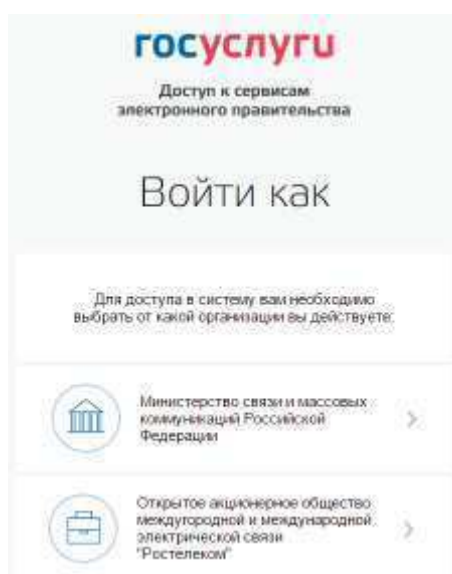 госуслуги
Доступ к сервисам
электронного правительства
Войти как
Для доступа в систему вам необходимо
выбрать от какой организации вы действуете:
Министерство связи и массовых
коммуникаций Российской
Федерации
Открытое акционерное общество
междугородной и международной
электрической связи
"Ростелеком"